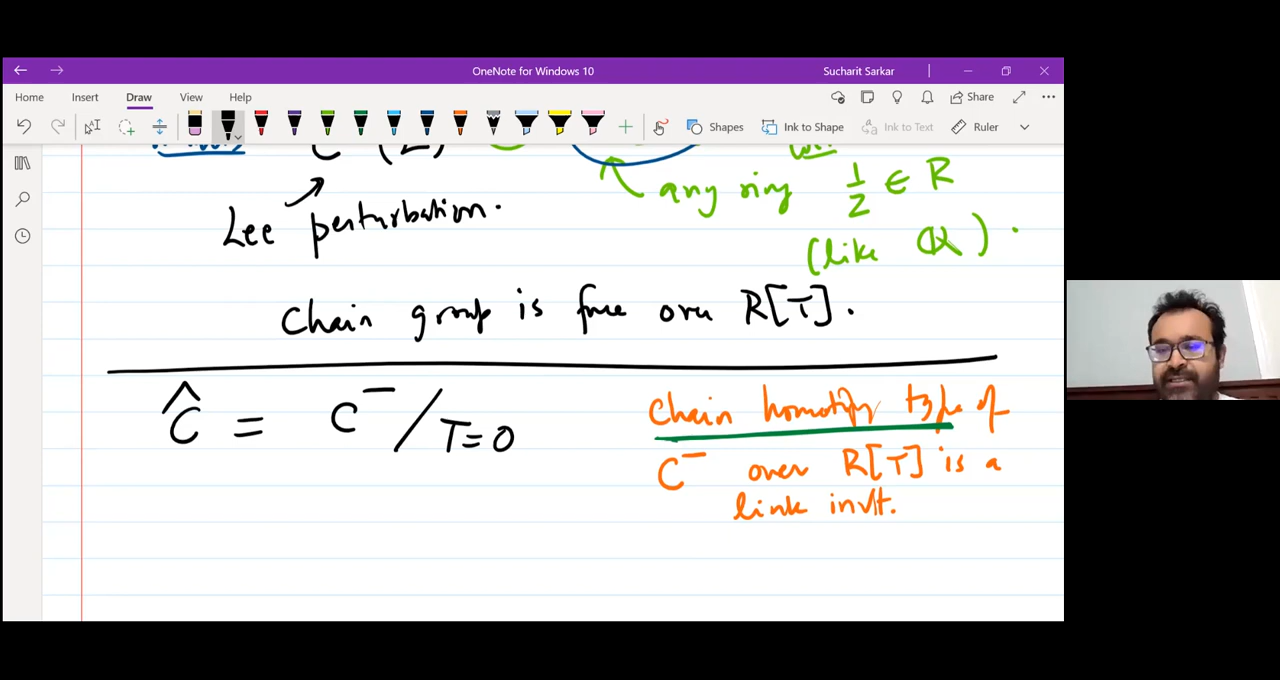 OneNote for Windows 10
Sucharit Sarkar
Home Insert Draw View Help
Share
Shapes Ink to Shape Ink to Text Ruler
C (L)
any ring 1/2 ∈ R
Lee perturbation.
(like ℚ).
Chain group is free over R[T].
Ĉ = C⁻/T=0
Chain homotopy type of
C⁻ over R[T] is a
link invt.